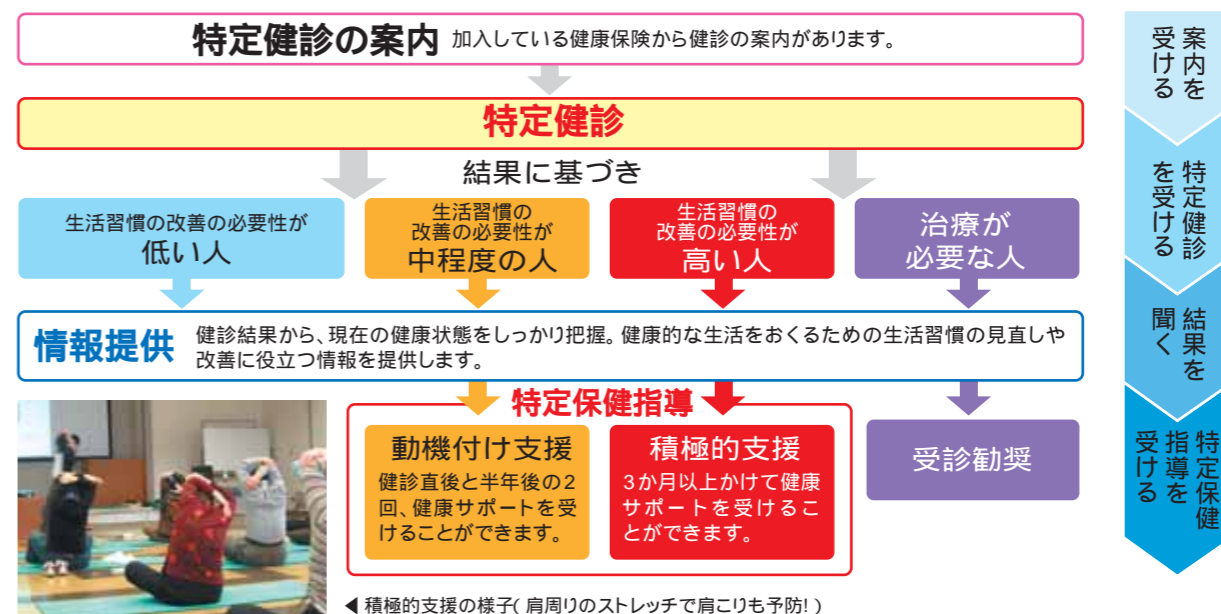 特定健診の案内 加入している健康保険から健診の案内があります。
特定健診
結果に基づき
生活習慣の改善の必要性が
低い人
生活習慣の
改善の必要性が
中程度の人
生活習慣の
改善の必要性が
高い人
治療が
必要な人
情報提供
健診結果から、現在の健康状態をしっかり把握。健康的な生活をおくるための生活習慣の見直しや
改善に役立つ情報を提供します。
特定保健指導
動機付け支援
健診直後と半年後の2
回、健康サポートを受
けることができます。
積極的支援
3か月以上かけて健康
サポートを受けるこ
とができます。
受診勧奨
◀積極的支援の様子(肩周りのストレッチで肩こりも予防!)
案内を
受ける
特定健診
を受ける
結果を
聞く
特定保健
指導を
受ける